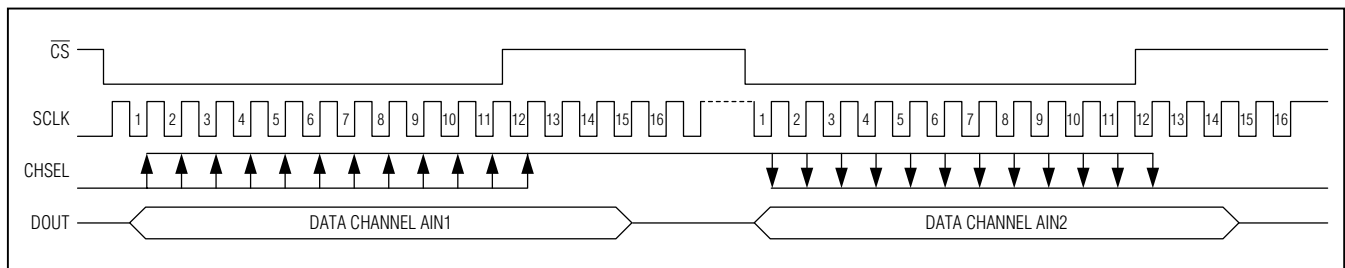 C̅S̅
SCLK 1 2 3 4 5 6 7 8 9 10 11 12 13 14 15 16 1 2 3 4 5 6 7 8 9 10 11 12 13 14 15 16
CHSEL
DOUT DATA CHANNEL AIN1 DATA CHANNEL AIN2